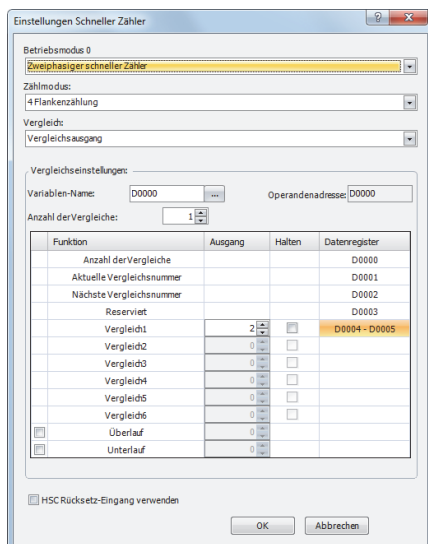 Einstellungen Schneller Zähler
Betriebsmodus 0
Zweiphasiger schneller Zähler
Zählmodus:
4 Flankenzählung
Vergleich:
Vergleichsausgang
Vergleichseinstellungen:
Variablen-Name: D0000 ... Operandenadresse: D0000
Anzahl der Vergleiche: 1
Funktion Ausgang Halten Datenregister
Anzahl der Vergleiche D0000
Aktuelle Vergleichsnummer D0001
Nächste Vergleichsnummer D0002
Reserviert D0003
Vergleich1 2 D0004 - D0005
Vergleich2 0
Vergleich3 0
Vergleich4 0
Vergleich5 0
Vergleich6 0
Überlauf 0
Unterlauf 0
HSC Rücksetz-Eingang verwenden
OK Abbrechen